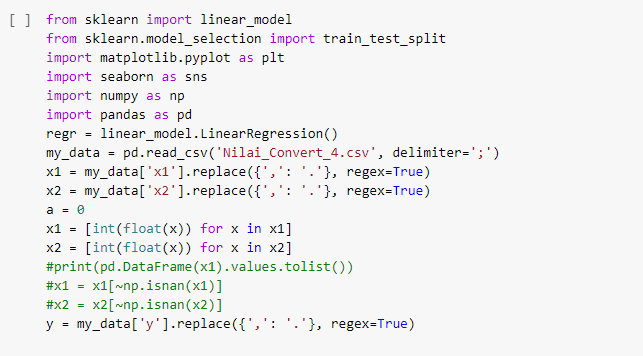 [ ] from sklearn import linear_model
from sklearn.model_selection import train_test_split
import matplotlib.pyplot as plt
import seaborn as sns
import numpy as np
import pandas as pd
regr = linear_model.LinearRegression()
my_data = pd.read_csv('Nilai_Convert_4.csv', delimiter=';')
x1 = my_data['x1'].replace({',': '.'}, regex=True)
x2 = my_data['x2'].replace({',': '.'}, regex=True)
a = 0
x1 = [int(float(x)) for x in x1]
x2 = [int(float(x)) for x in x2]
#print(pd.DataFrame(x1).values.tolist())
#x1 = x1[~np.isnan(x1)]
#x2 = x2[~np.isnan(x2)]
y = my_data['y'].replace({',': '.'}, regex=True)